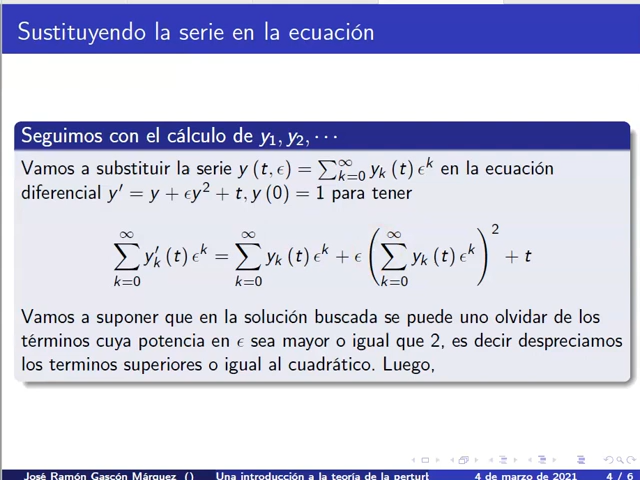 Sustituyendo la serie en la ecuación
Seguimos con el cálculo de y₁, y₂, ⋯
Vamos a substituir la serie y (t, ϵ) = ∑_{k=0}^{∞} yₖ (t) ϵᵏ en la ecuación
diferencial y′ = y + ϵy² + t, y (0) = 1 para tener
∑_{k=0}^{∞} y′ₖ (t) ϵᵏ = ∑_{k=0}^{∞} yₖ (t) ϵᵏ + ϵ (∑_{k=0}^{∞} yₖ (t) ϵᵏ)² + t
Vamos a suponer que en la solución buscada se puede uno olvidar de los
términos cuya potencia en ϵ sea mayor o igual que 2, es decir despreciamos
los terminos superiores o igual al cuadrático. Luego,
José Ramón Gascón Márquez () Una introducción a la teoría de la perturb 4 de marzo de 2021 4 / 6